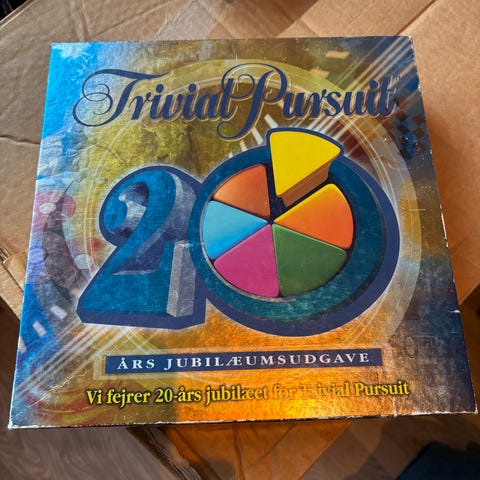 Trivial Pursuit
20
ÅRS JUBILÆUMSUDGAVE
Vi fejrer 20-års jubilæet for Trivial Pursuit